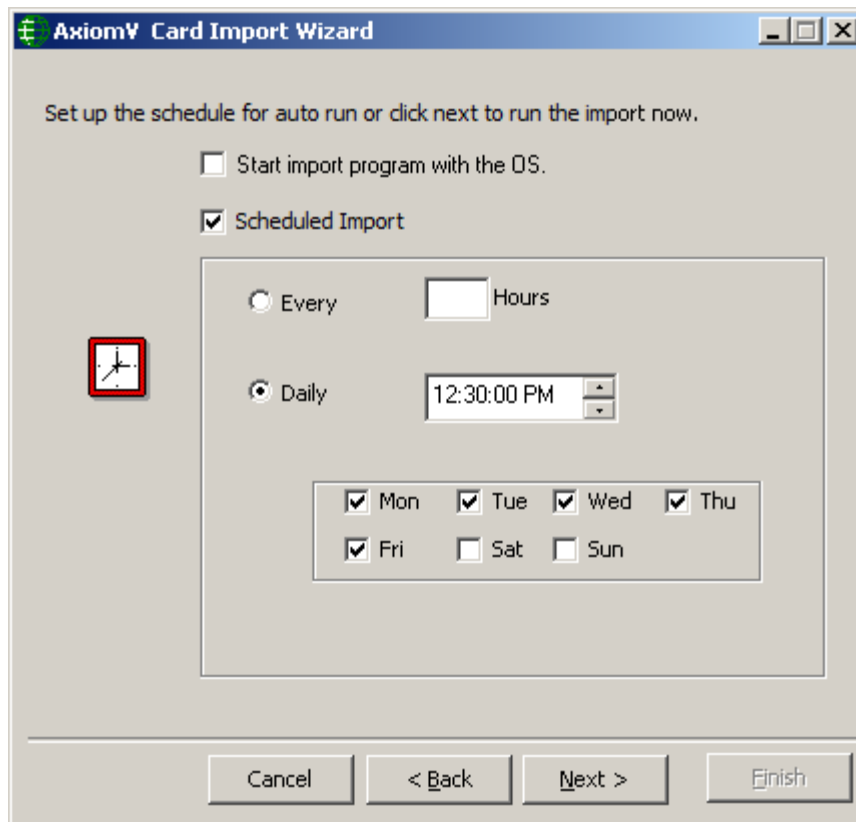 AxiomV Card Import Wizard
Set up the schedule for auto run or click next to run the import now.
Start import program with the OS.
Scheduled Import
Every Hours
Daily 12:30:00 PM
Mon Tue Wed Thu
Fri Sat Sun
Cancel < Back Next > Finish